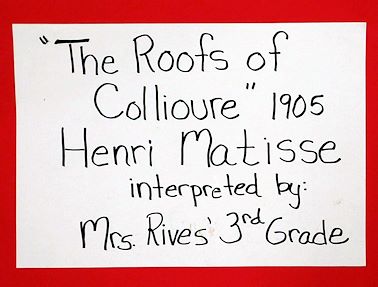 "The Roofs of
Collioure" 1905
Henri Matisse
interpreted by:
Mrs. Rives' 3rd Grade